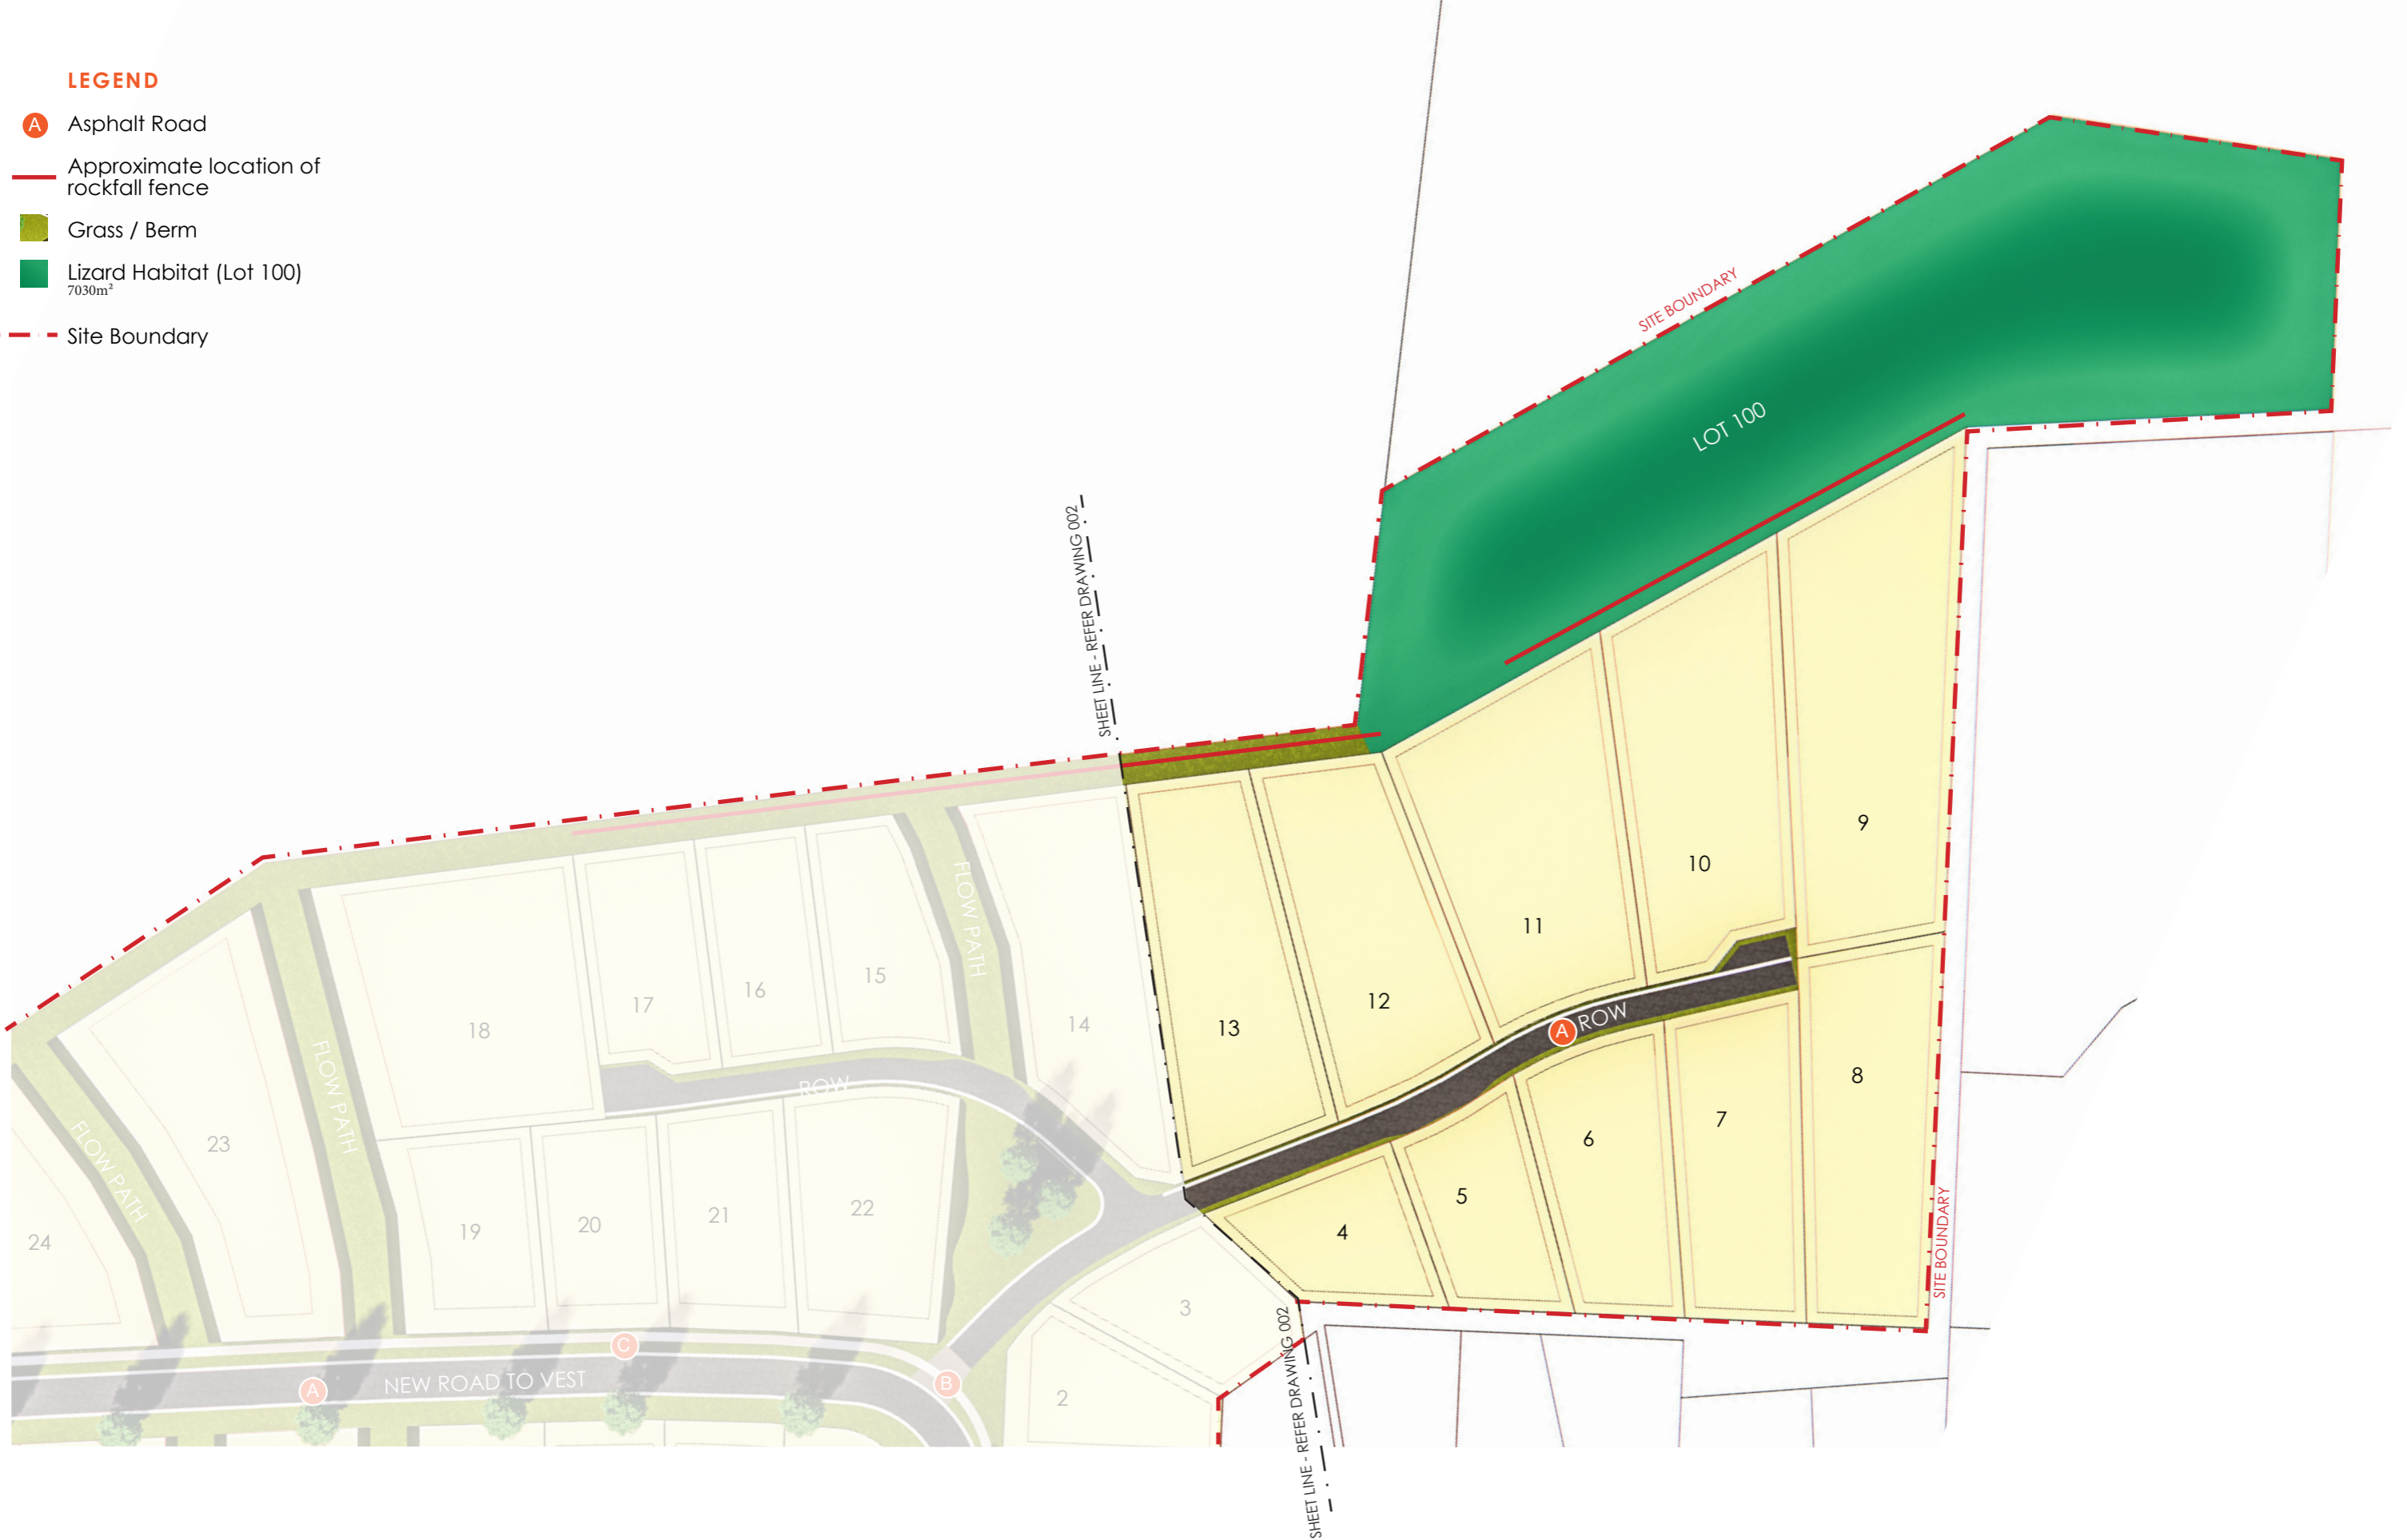 LEGEND
A Asphalt Road
Approximate location of
rockfall fence
Grass / Berm
Lizard Habitat (Lot 100)
7030m²
Site Boundary
SITE BOUNDARY
LOT 100
SHEET LINE - REFER DRAWING 002
9
10
11
12
13
A ROW
8
7
6
5
4
SITE BOUNDARY
SHEET LINE - REFER DRAWING 002
14
15
16
17
18
FLOW PATH
FLOW PATH
FLOW PATH
ROW
23
24
19
20
21
22
3
2
C
B
A
NEW ROAD TO VEST